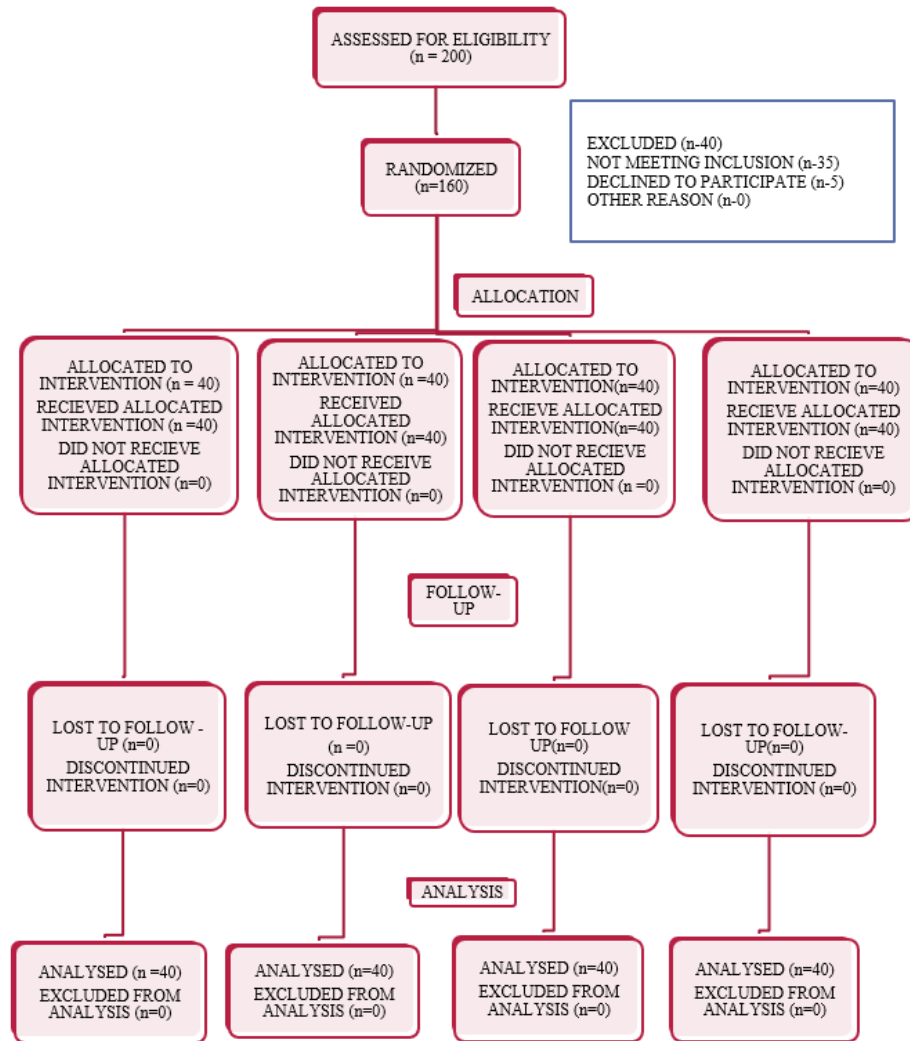 ASSESSED FOR ELIGIBILITY
(n = 200)
EXCLUDED (n-40)
NOT MEETING INCLUSION (n-35)
DECLINED TO PARTICIPATE (n-5)
OTHER REASON (n-0)
RANDOMIZED
(n=160)
ALLOCATION
ALLOCATED TO
INTERVENTION (n = 40)
RECIEVED ALLOCATED
INTERVENTION (n =40)
DID NOT RECIEVE
ALLOCATED
INTERVENTION (n=0)
ALLOCATED TO
INTERVENTION (n =40)
RECEIVED
ALLOCATED
INTERVENTION (n=40)
DID NOT RECEIVE
ALLOCATED
INTERVENTION (n=0)
ALLOCATED TO
INTERVENTION(n=40)
RECIEVE ALLOCATED
INTERVENTION(n=40)
DID NOT RECIEVE
ALLOCATED
INTERVENTION (n =0)
ALLOCATED TO
INTERVENTION (n=40)
RECIEVE ALLOCATED
INTERVENTION (n=40)
DID NOT RECIEVE
ALLOCATED
INTERVENTION (n=0)
FOLLOW-
UP
LOST TO FOLLOW -
UP (n=0)
DISCONTINUED
INTERVENTION (n=0)
LOST TO FOLLOW-UP
(n =0)
DISCONTINUED
INTERVENTION (n=0)
LOST TO FOLLOW
UP(n=0)
DISCONTINUED
INTERVENTION(n=0)
LOST TO FOLLOW-
UP(n=0)
DISCONTINUED
INTERVENTION (n=0)
ANALYSIS
ANALYSED (n =40)
EXCLUDED FROM
ANALYSIS (n=0)
ANALYSED (n=40)
EXCLUDED FROM
ANALYSIS (n=0)
ANALYSED (n=40)
EXCLUDED FROM
ANALYSIS (n=0)
ANALYSED (n=40)
EXCLUDED FROM
ANALYSIS (n=0)